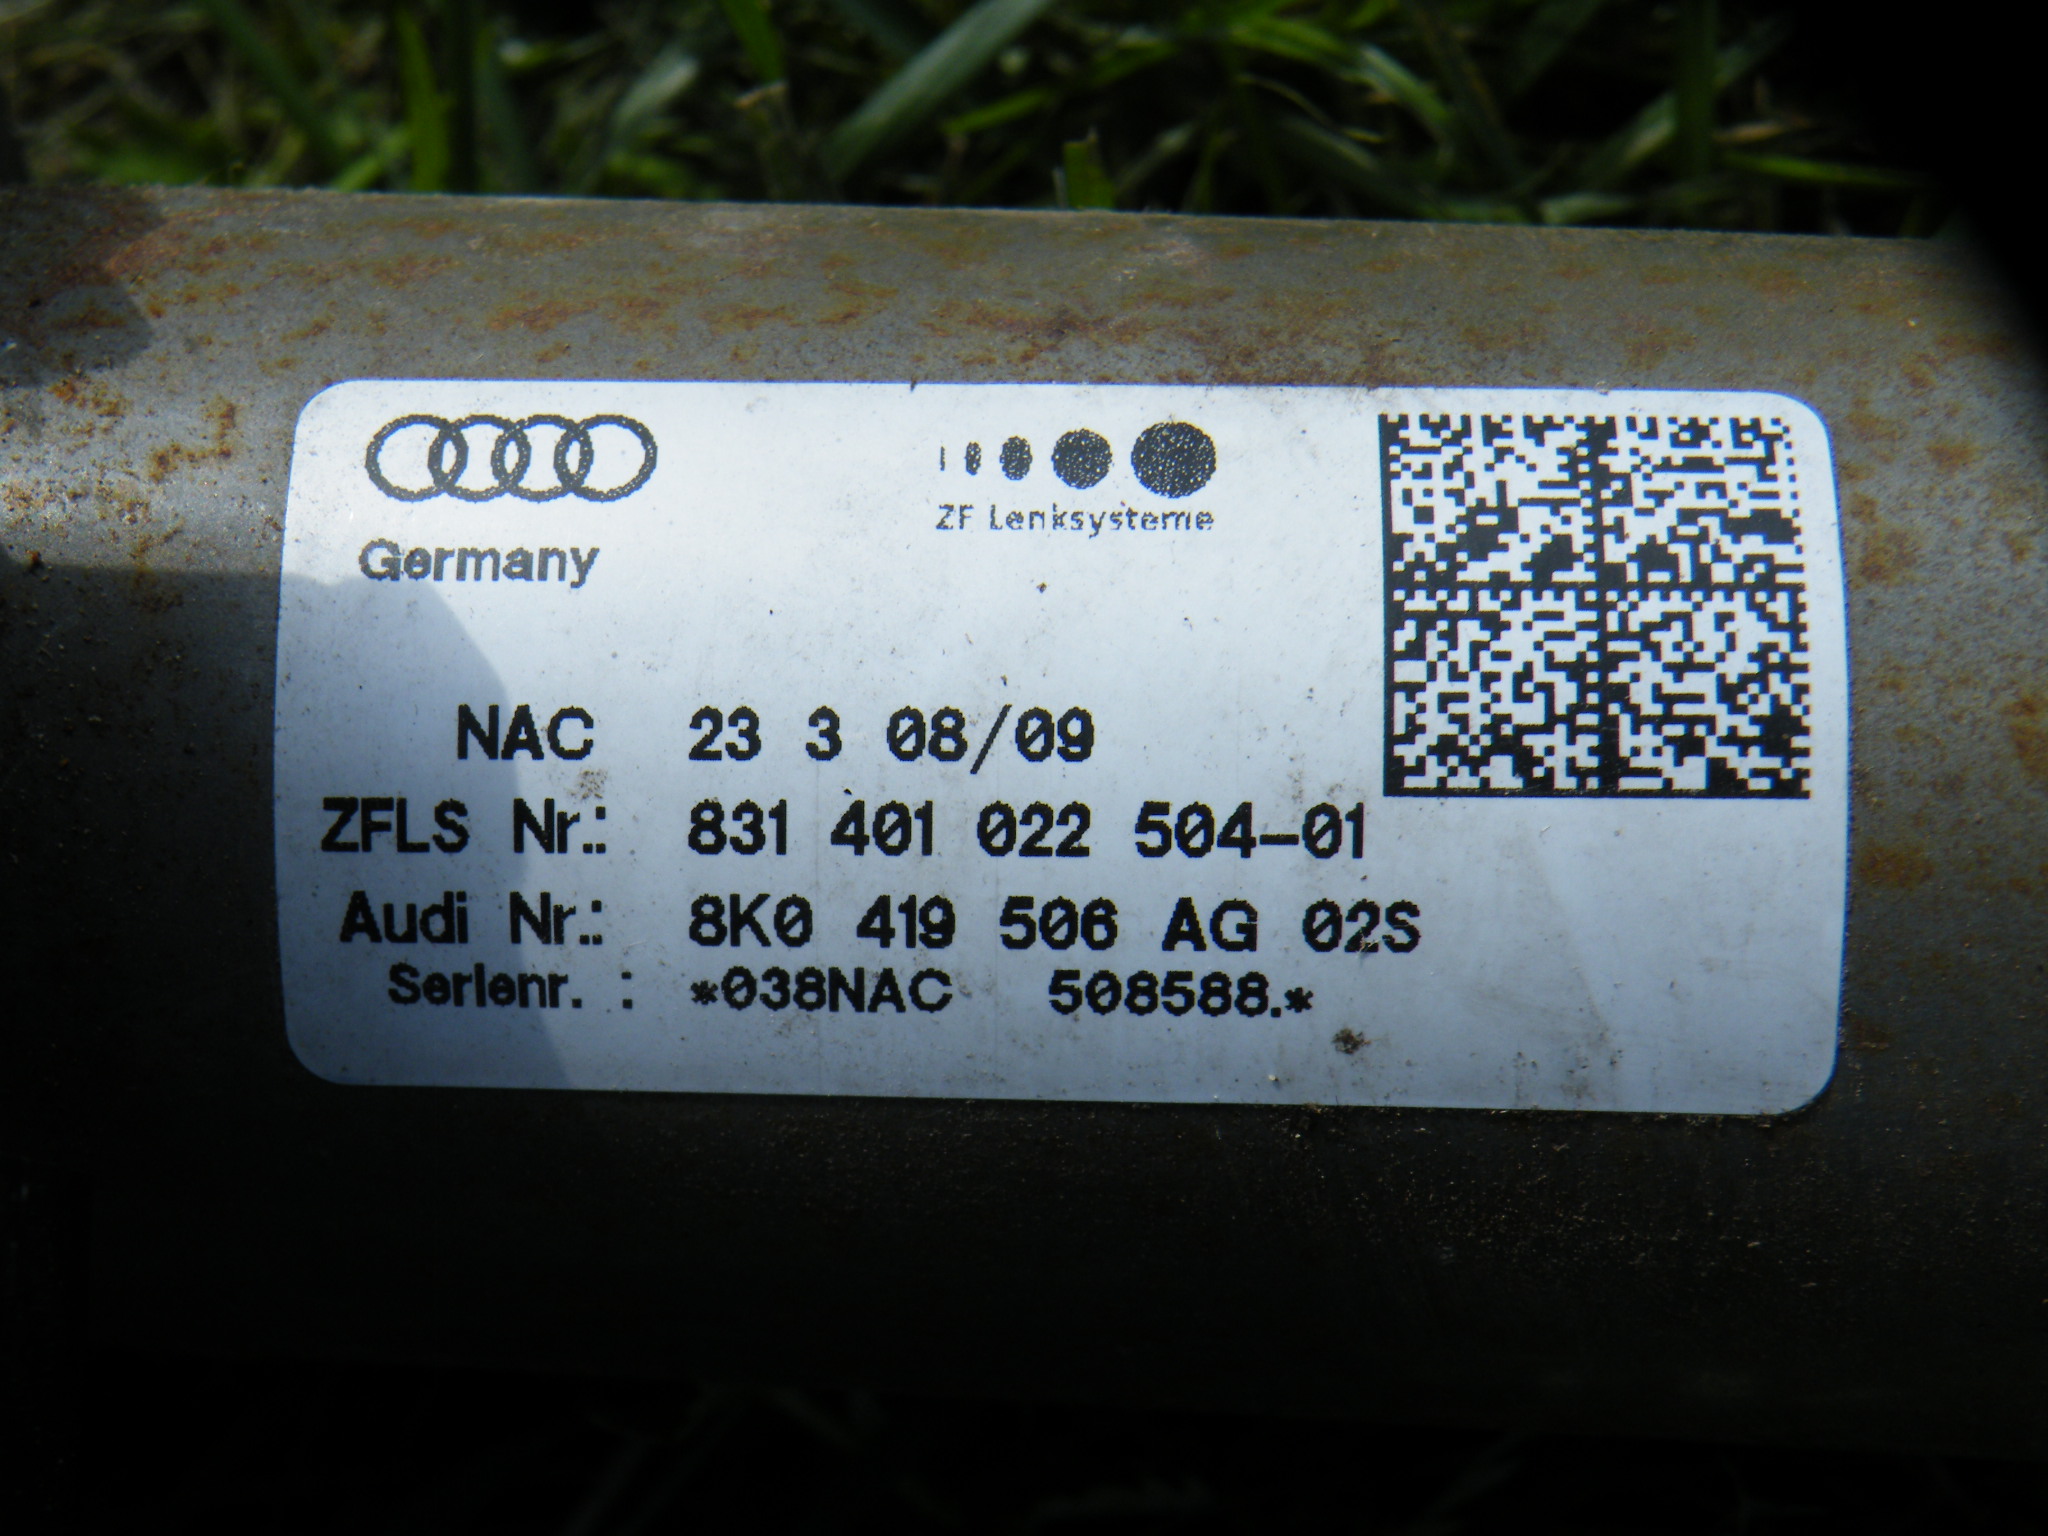 Germany
ZF Lenksysteme
NAC 23 3 08/09
ZFLS Nr.: 831 401 022 504-01
Audi Nr.: 8K0 419 506 AG 02S
Serienr. : *038NAC 508588.*